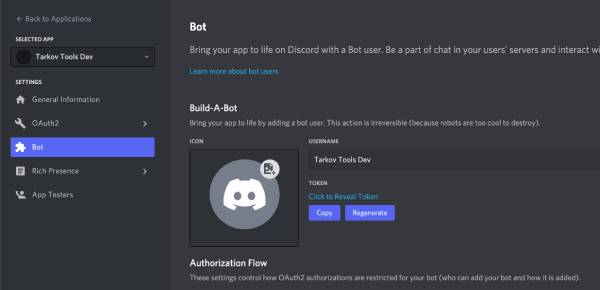 ← Back to Applications
SELECTED APP
Tarkov Tools Dev
SETTINGS
General Information
OAuth2
Bot
Rich Presence
App Testers
Bot
Bring your app to life on Discord with a Bot user. Be a part of chat in your users' servers and interact wi
Learn more about bot users
Build-A-Bot
Bring your app to life by adding a bot user. This action is irreversible (because robots are too cool to destroy).
ICON
USERNAME
Tarkov Tools Dev
TOKEN
Click to Reveal Token
Copy Regenerate
Authorization Flow
These settings control how OAuth2 authorizations are restricted for your bot (who can add your bot and how it is added).